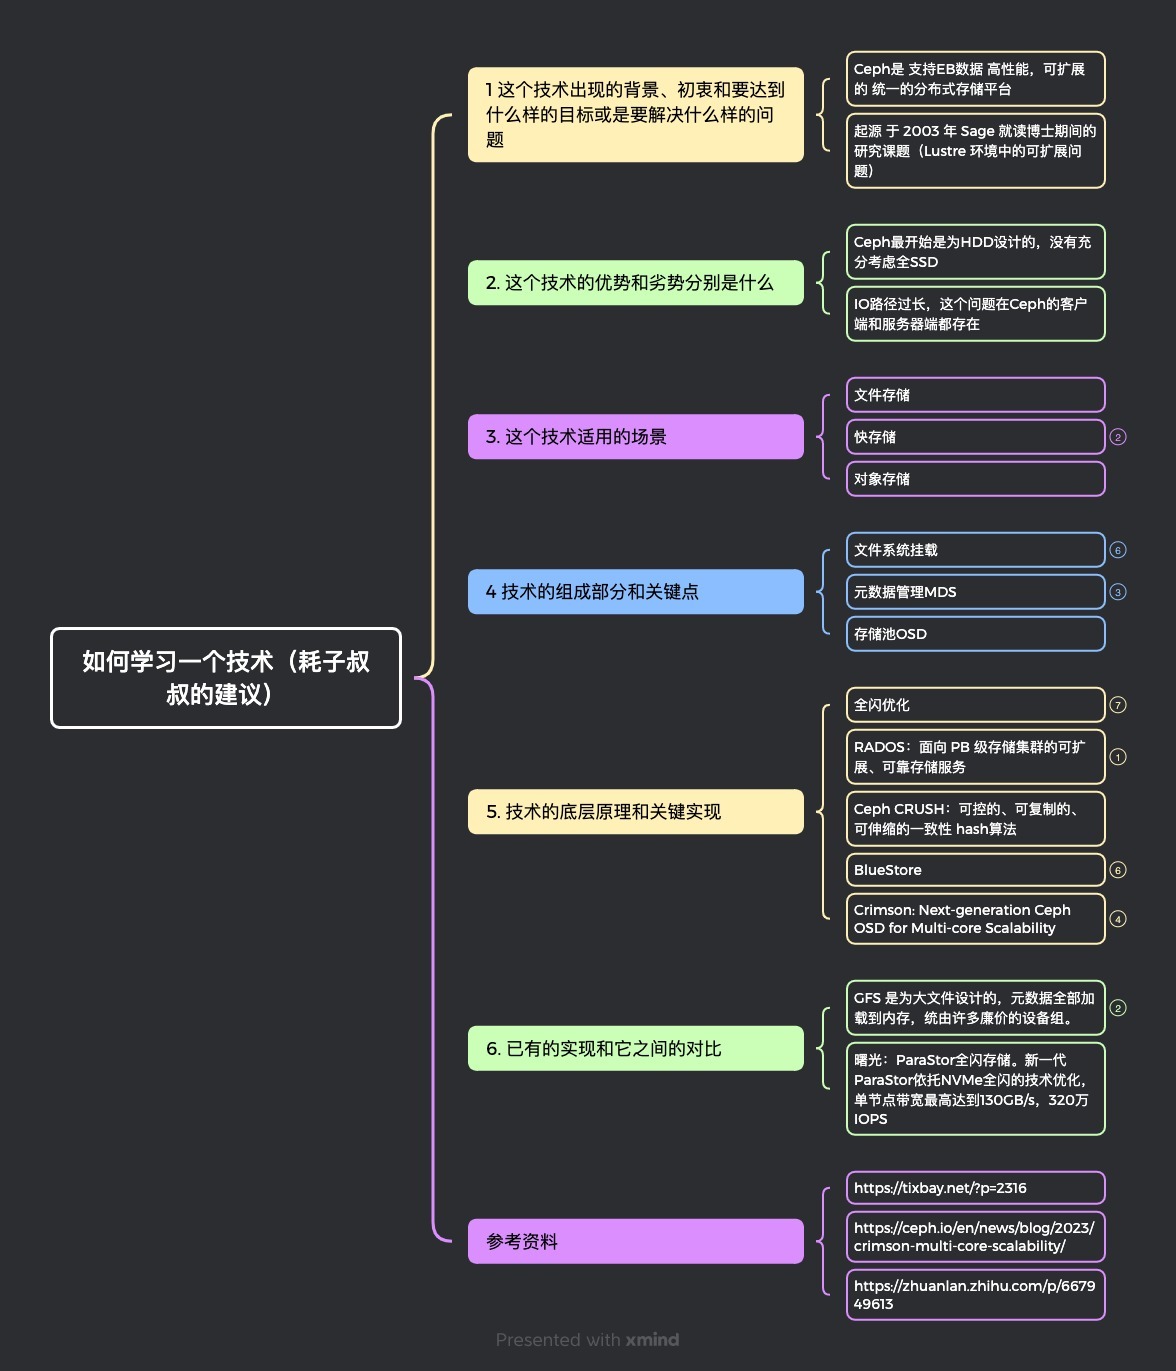 如何学习一个技术（耗子叔
叔的建议）
1 这个技术出现的背景、初衷和要达到
什么样的目标或是要解决什么样的问
题
Ceph是 支持EB数据 高性能，可扩展
的 统一的分布式存储平台
起源 于 2003 年 Sage 就读博士期间的
研究课题（Lustre 环境中的可扩展问
题）
2. 这个技术的优势和劣势分别是什么
Ceph最开始是为HDD设计的，没有充
分考虑全SSD
IO路径过长，这个问题在Ceph的客户
端和服务器端都存在
3. 这个技术适用的场景
文件存储
快存储
2
对象存储
4 技术的组成部分和关键点
文件系统挂载
6
元数据管理MDS
3
存储池OSD
5. 技术的底层原理和关键实现
全闪优化
7
RADOS：面向 PB 级存储集群的可扩
展、可靠存储服务
1
Ceph CRUSH：可控的、可复制的、
可伸缩的一致性 hash算法
BlueStore
6
Crimson: Next-generation Ceph
OSD for Multi-core Scalability
4
6. 已有的实现和它之间的对比
GFS 是为大文件设计的，元数据全部加
载到内存，统由许多廉价的设备组。
2
曙光：ParaStor全闪存储。新一代
ParaStor依托NVMe全闪的技术优化，
单节点带宽最高达到130GB/s，320万
IOPS
参考资料
https://tixbay.net/?p=2316
https://ceph.io/en/news/blog/2023/
crimson-multi-core-scalability/
https://zhuanlan.zhihu.com/p/6679
49613
Presented with xmind